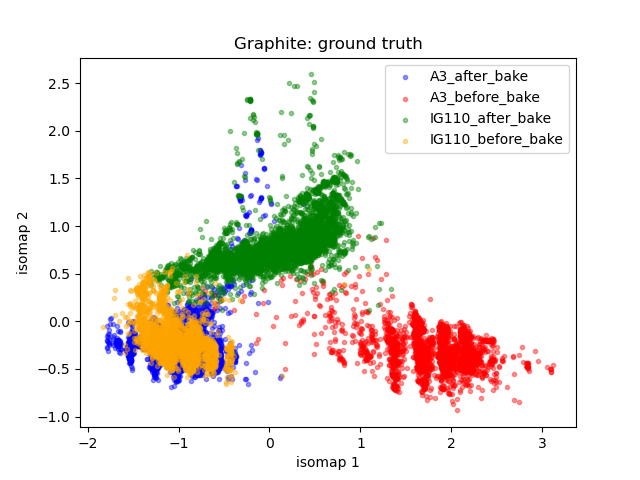 Graphite: ground truth
A3_after_bake
A3_before_bake
IG110_after_bake
IG110_before_bake
2.5
2.0
1.5
1.0
0.5
0.0
−0.5
−1.0
isomap 2
−2
−1
0
1
2
3
isomap 1